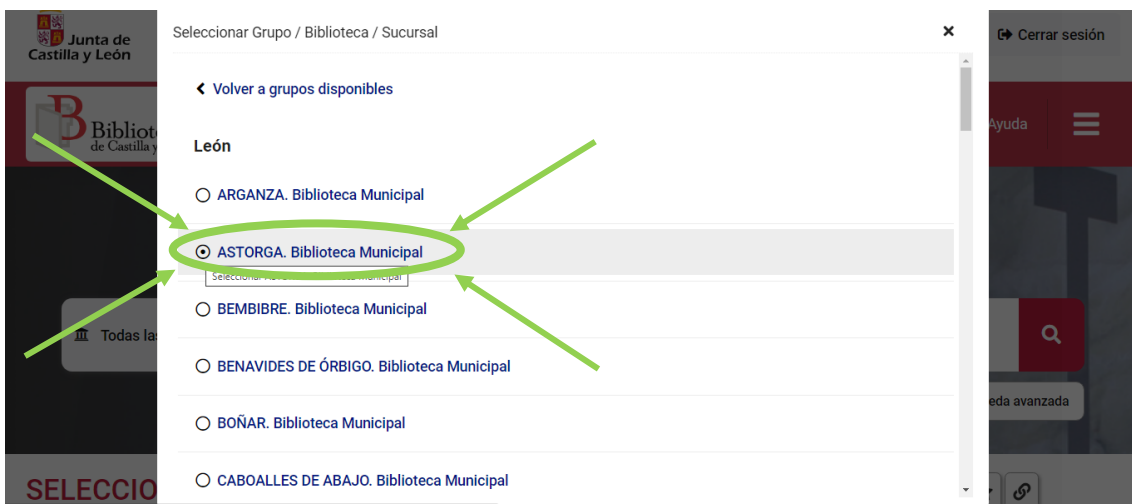 Junta de
Castilla y León
Seleccionar Grupo / Biblioteca / Sucursal
×
Cerrar sesión
Volver a grupos disponibles
de Castilla y
Ayuda
León
ARGANZA. Biblioteca Municipal
ASTORGA. Biblioteca Municipal
BEMBIBRE. Biblioteca Municipal
Todas
BENAVIDES DE ÓRBIGO. Biblioteca Municipal
avanzada
BOÑAR. Biblioteca Municipal
CABOALLES DE ABAJO. Biblioteca Municipal
SELECCIO